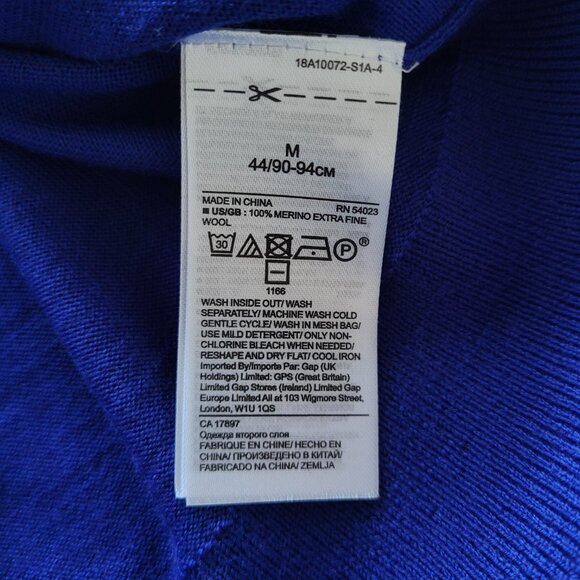 18A10072-S1A-4
M
44/90-94CM
MADE IN CHINA RN 54023
■ US/GB : 100% MERINO EXTRA FINE
WOOL
30 P ®
1166
WASH INSIDE OUT/ WASH
SEPARATELY/ MACHINE WASH COLD
GENTLE CYCLE/ WASH IN MESH BAG/
USE MILD DETERGENT/ ONLY NON-
CHLORINE BLEACH WHEN NEEDED/
RESHAPE AND DRY FLAT/ COOL IRON
Imported By/Importe Par: Gap (UK
Holdings) Limited: GPS (Great Britain)
Limited Gap Stores (Ireland) Limited Gap
Europe Limited All at 103 Wigmore Street,
London, W1U 1QS
CA 17897
Одежда второго слоя
FABRIQUE EN CHINE/ HECHO EN
CHINA/ ПРОИЗВЕДЕНО В КИТАЙ/
FABRICADO NA CHINA/ ZEMLJA